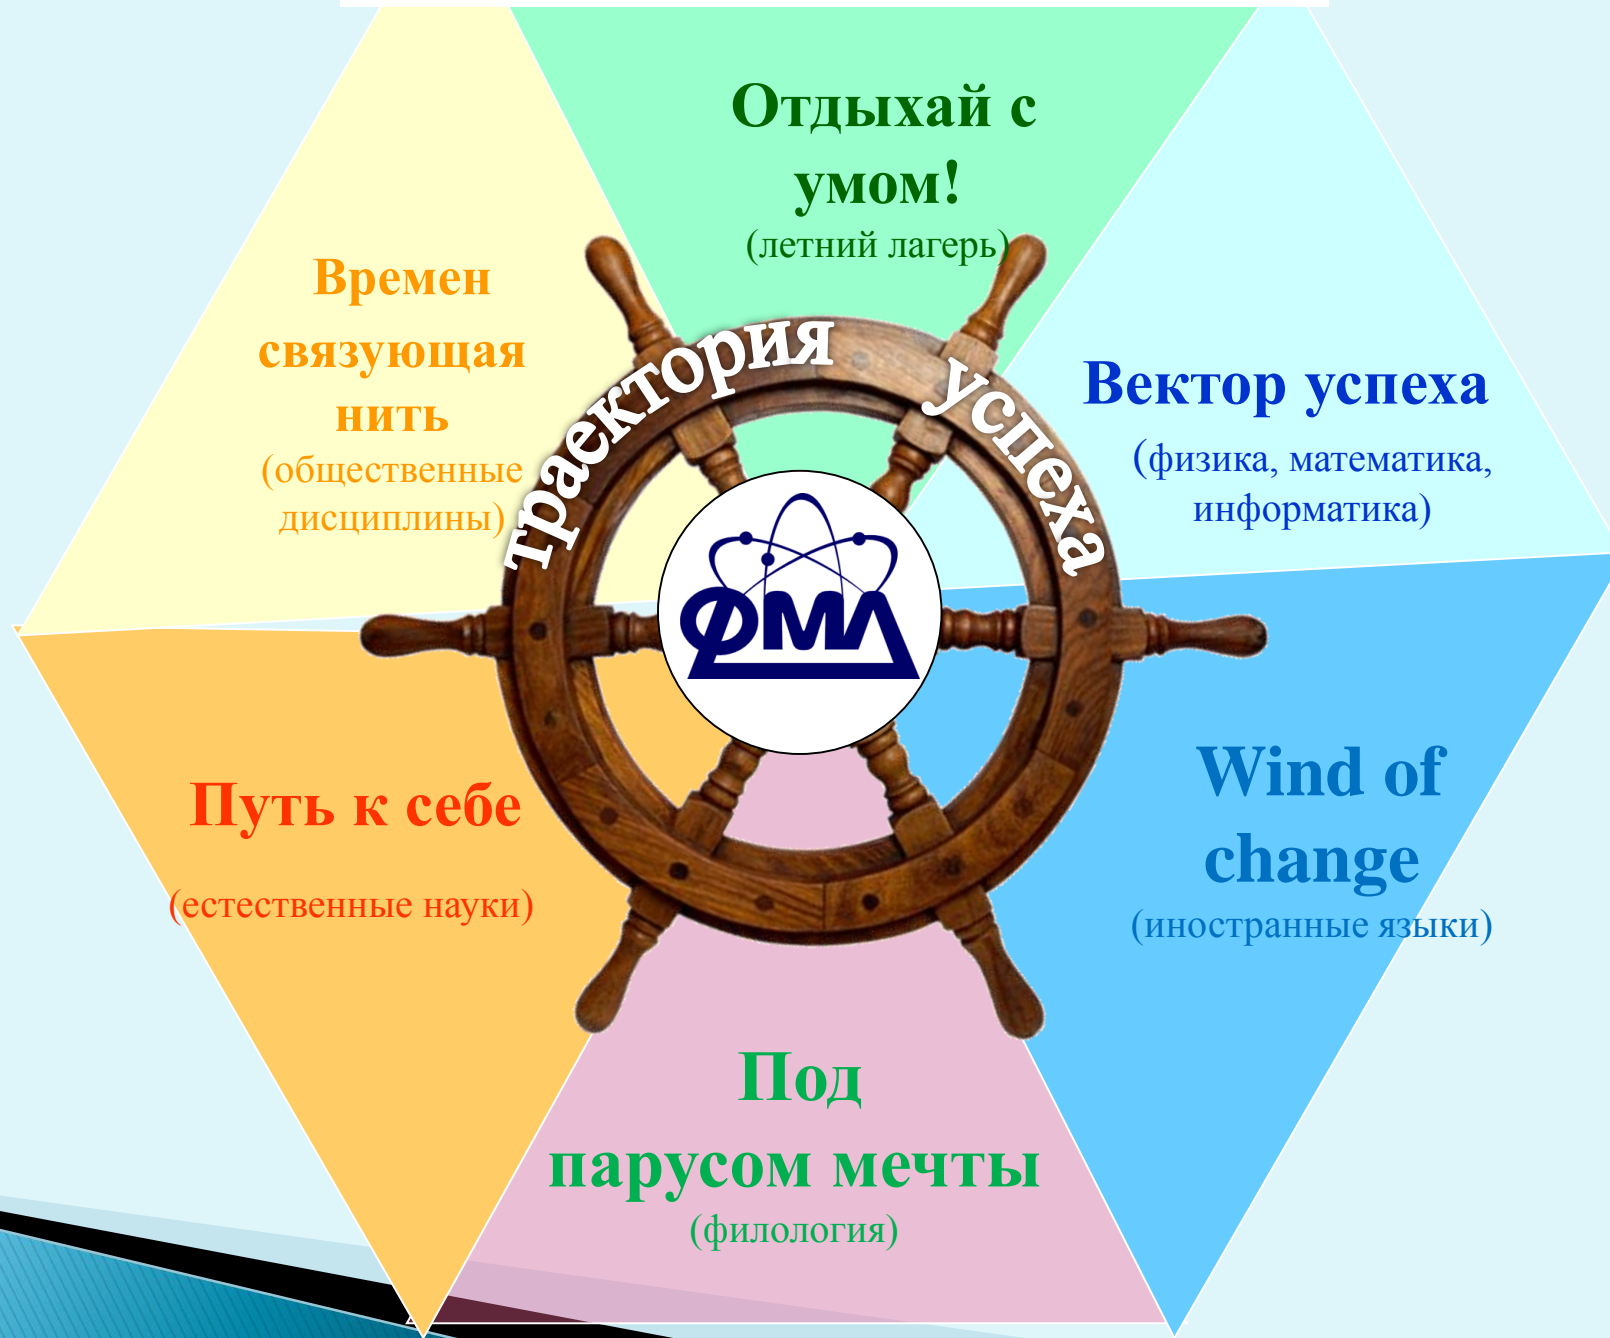 Отдыхай с
умом!
(летний лагерь)
Времен
связующая
нить
(общественные
дисциплины)
траектория успеха
Вектор успеха
(физика, математика,
информатика)
ФМЛ
Путь к себе
(естественные науки)
Wind of
change
(иностранные языки)
Под
парусом мечты
(филология)